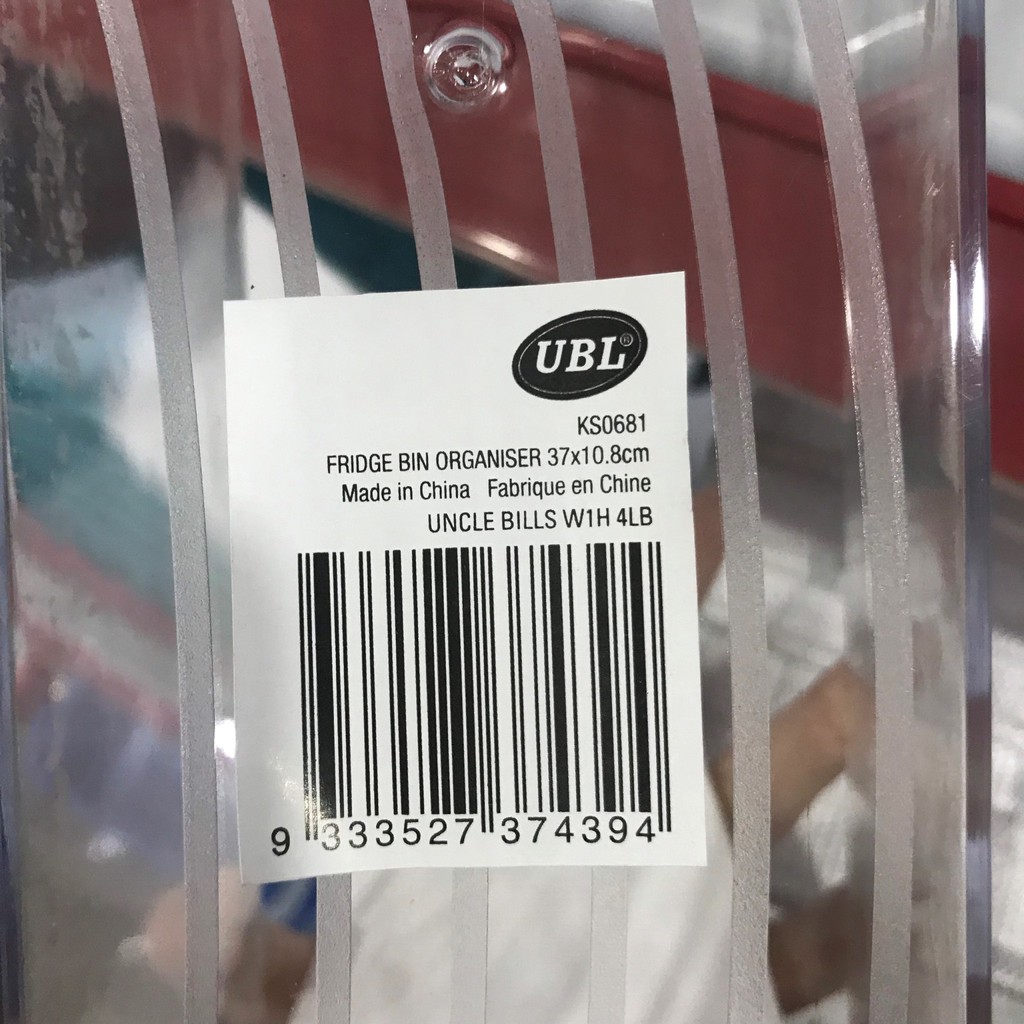 UBL®
KS0681
FRIDGE BIN ORGANISER 37x10.8cm
Made in China Fabrique en Chine
UNCLE BILLS W1H 4LB
9 333527 374394